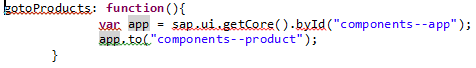 gotoProducts: function(){
var app = sap.ui.getCore().byId("components--app");
app.to("components--product");
}